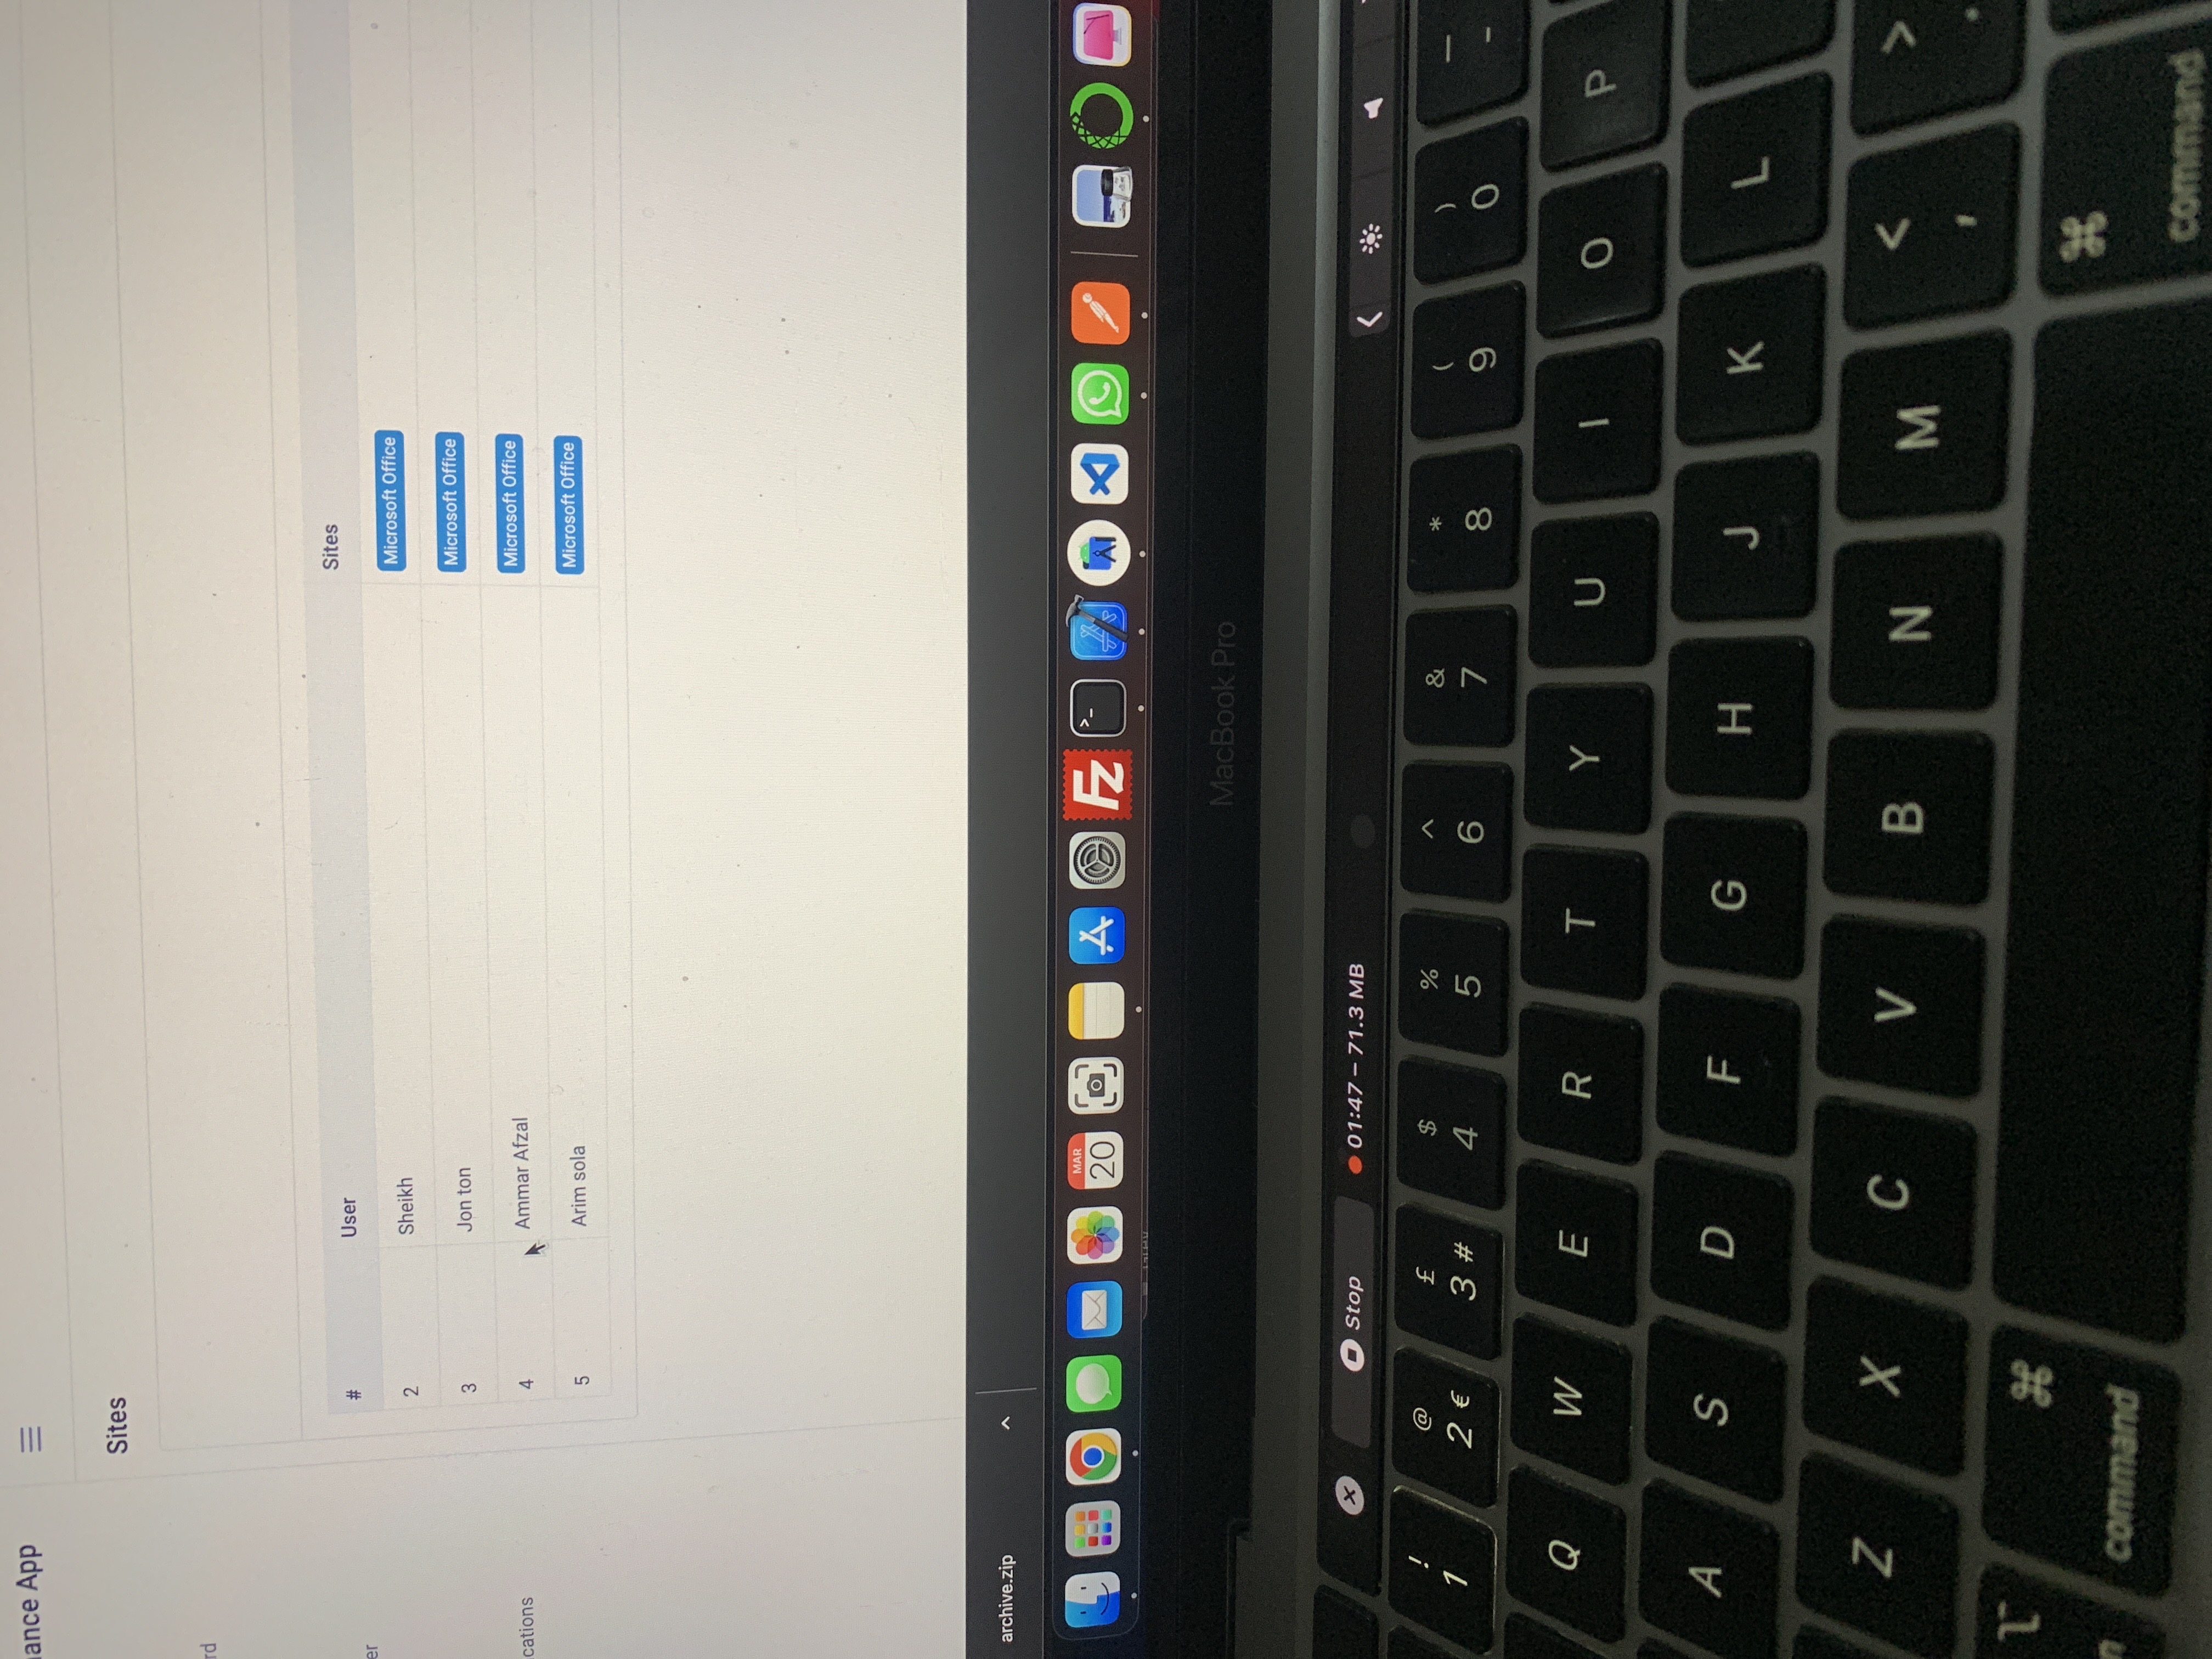 ance App
Sites
rd
er
cations
# User Sites
2 Sheikh Microsoft Office
3 Jon ton Microsoft Office
4 Ammar Afzal Microsoft Office
5 Arim sola Microsoft Office
archive.zip
MAR
20
Fz
>_
MacBook Pro
Stop 01:47 – 71.3 MB
! @ £ $ % ^ & * ( ) —
1 2 € 3 # 4 5 6 7 8 9 0 -
Q W E R T Y U I O P
A S D F G H J K L
Z X C V B N M < >
, .
⌥ ⌘ ⌘
n command command